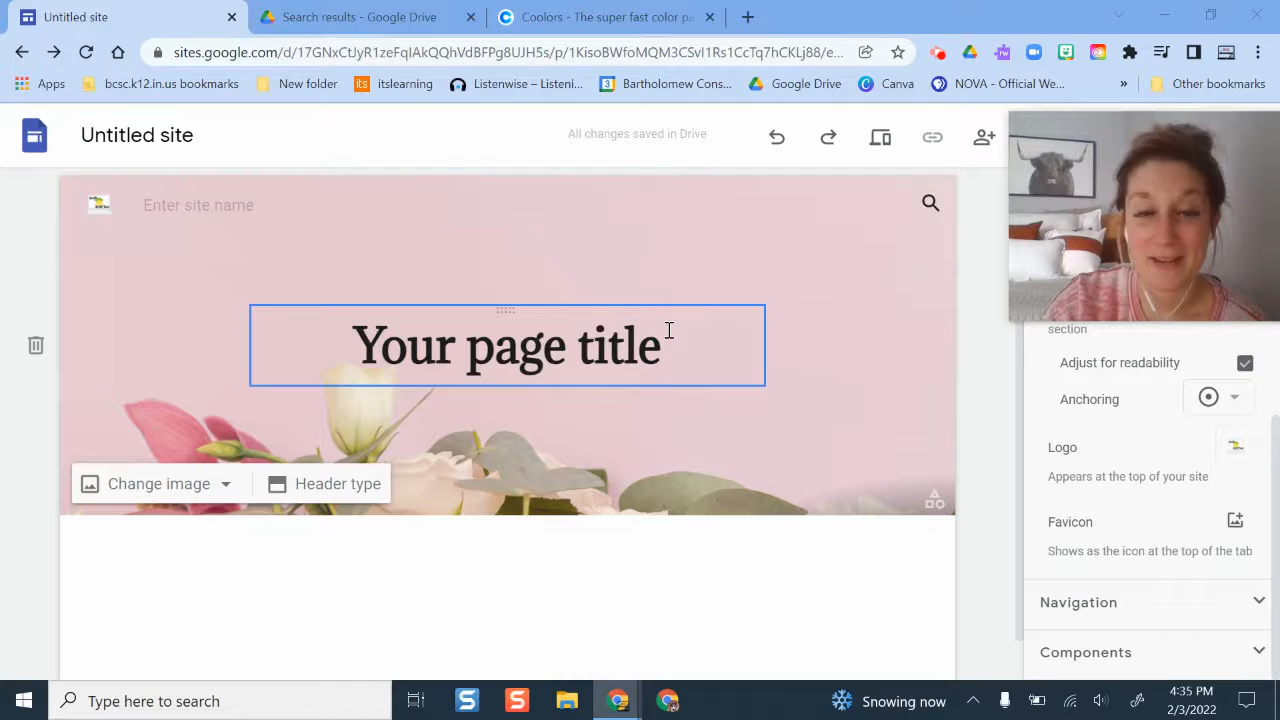 Untitled site
Search results - Google Drive
Coolors - The super fast color pa
sites.google.com/d/17GNxCtJyR1zeFqIAkQQhVdBFPg8UJH5s/p/1KisoBWfoMQM3CSvI1Rs1CcTq7hCKLj88/e...
Apps
bcsc.k12.in.us bookmarks
New folder
its
itslearning
Listenwise - Listeni...
Bartholomew Cons...
Google Drive
Canva
NOVA - Official We...
»
Other bookmarks
Untitled site
All changes saved in Drive
Enter site name
Your page title
Change image
Header type
section
Adjust for readability
Anchoring
Logo
Appears at the top of your site
Favicon
Shows as the icon at the top of the tab
Navigation
Components
Type here to search
Snowing now
4:35 PM
2/3/2022